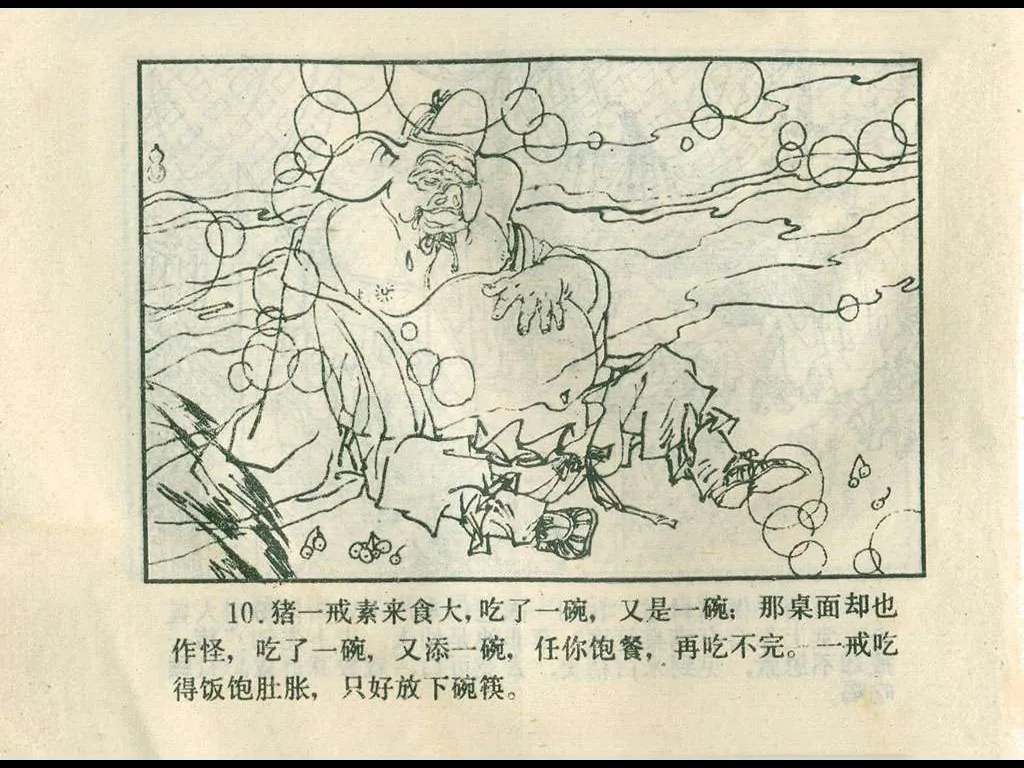 10.猪一戒素来食大，吃了一碗，又是一碗；那桌面却也
作怪，吃了一碗，又添一碗，任你饱餐，再吃不完。一戒吃
得饭饱肚胀，只好放下碗筷。